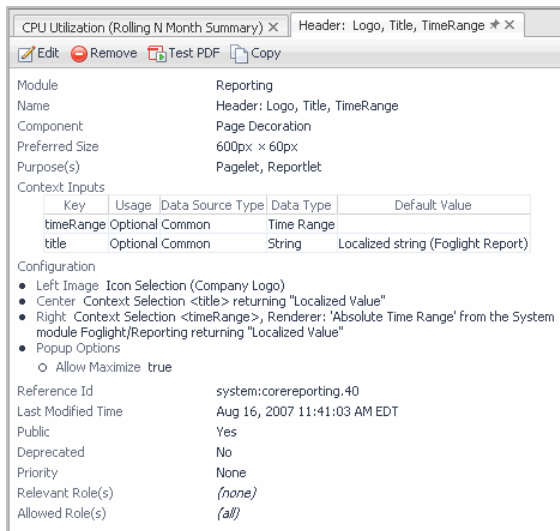 CPU Utilization (Rolling N Month Summary) Header: Logo, Title, TimeRange
Edit Remove Test PDF Copy
Module Reporting
Name Header: Logo, Title, TimeRange
Component Page Decoration
Preferred Size 600px × 60px
Purpose(s) Pagelet, Reportlet
Context Inputs
Key Usage Data Source Type Data Type Default Value
timeRange Optional Common Time Range
title Optional Common String Localized string (Foglight Report)
Configuration
Left Image Icon Selection (Company Logo)
Center Context Selection <title> returning "Localized Value"
Right Context Selection <timeRange>, Renderer: 'Absolute Time Range' from the System
module Foglight/Reporting returning "Localized Value"
Popup Options
Allow Maximize true
Reference Id system:corereporting.40
Last Modified Time Aug 16, 2007 11:41:03 AM EDT
Public Yes
Deprecated No
Priority None
Relevant Role(s) (none)
Allowed Role(s) (all)